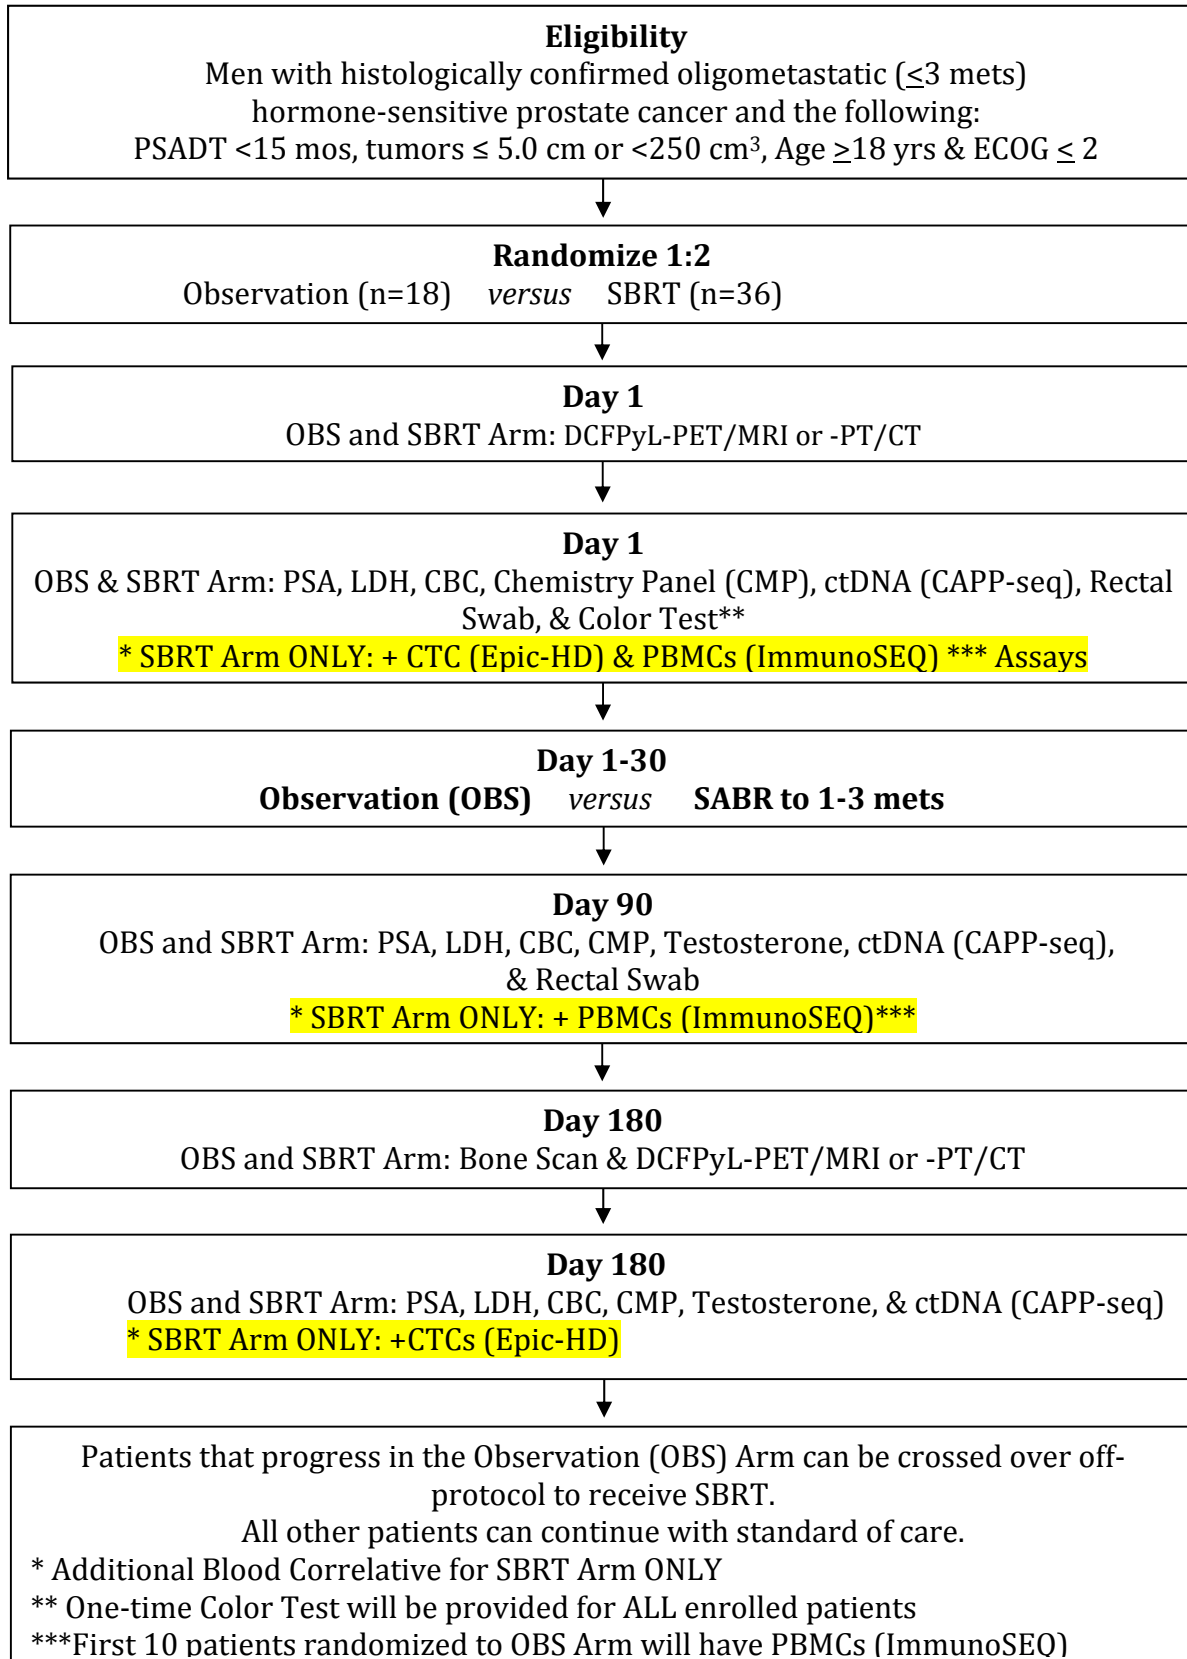 Eligibility
Men with histologically confirmed oligometastatic (≤3 mets)
hormone-sensitive prostate cancer and the following:
PSADT <15 mos, tumors ≤ 5.0 cm or <250 cm³, Age ≥18 yrs & ECOG ≤ 2
Randomize 1:2
Observation (n=18) versus SBRT (n=36)
Day 1
OBS and SBRT Arm: DCFPyL-PET/MRI or -PT/CT
Day 1
OBS & SBRT Arm: PSA, LDH, CBC, Chemistry Panel (CMP), ctDNA (CAPP-seq), Rectal
Swab, & Color Test**
* SBRT Arm ONLY: + CTC (Epic-HD) & PBMCs (ImmunoSEQ) *** Assays
Day 1-30
Observation (OBS) versus SABR to 1-3 mets
Day 90
OBS and SBRT Arm: PSA, LDH, CBC, CMP, Testosterone, ctDNA (CAPP-seq),
& Rectal Swab
* SBRT Arm ONLY: + PBMCs (ImmunoSEQ)***
Day 180
OBS and SBRT Arm: Bone Scan & DCFPyL-PET/MRI or -PT/CT
Day 180
OBS and SBRT Arm: PSA, LDH, CBC, CMP, Testosterone, & ctDNA (CAPP-seq)
* SBRT Arm ONLY: +CTCs (Epic-HD)
Patients that progress in the Observation (OBS) Arm can be crossed over off-
protocol to receive SBRT.
All other patients can continue with standard of care.
* Additional Blood Correlative for SBRT Arm ONLY
** One-time Color Test will be provided for ALL enrolled patients
***First 10 patients randomized to OBS Arm will have PBMCs (ImmunoSEQ)